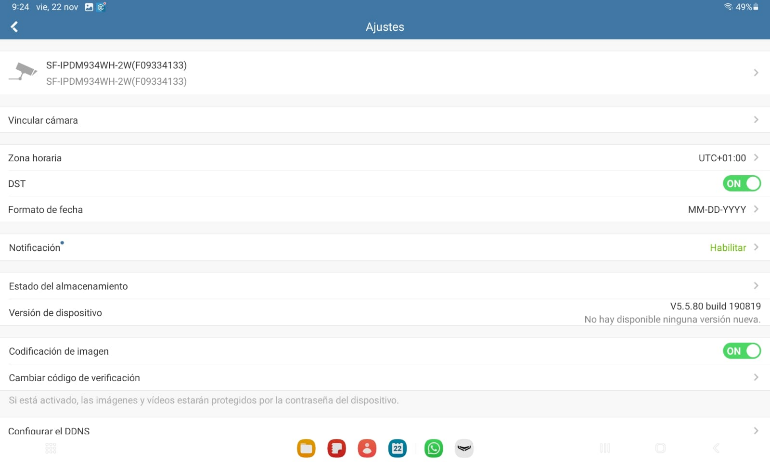 9:24 vie, 22 nov 49%
Ajustes
SF-IPDM934WH-2W(F09334133)
SF-IPDM934WH-2W(F09334133)
Vincular cámara
Zona horaria UTC+01:00
DST ON
Formato de fecha MM-DD-YYYY
Notificación Habilitar
Estado del almacenamiento
Versión de dispositivo V5.5.80 build 190819
No hay disponible ninguna versión nueva.
Codificación de imagen ON
Cambiar código de verificación
Si está activado, las imágenes y vídeos estarán protegidos por la contraseña del dispositivo.
Configurar el DDNS
22